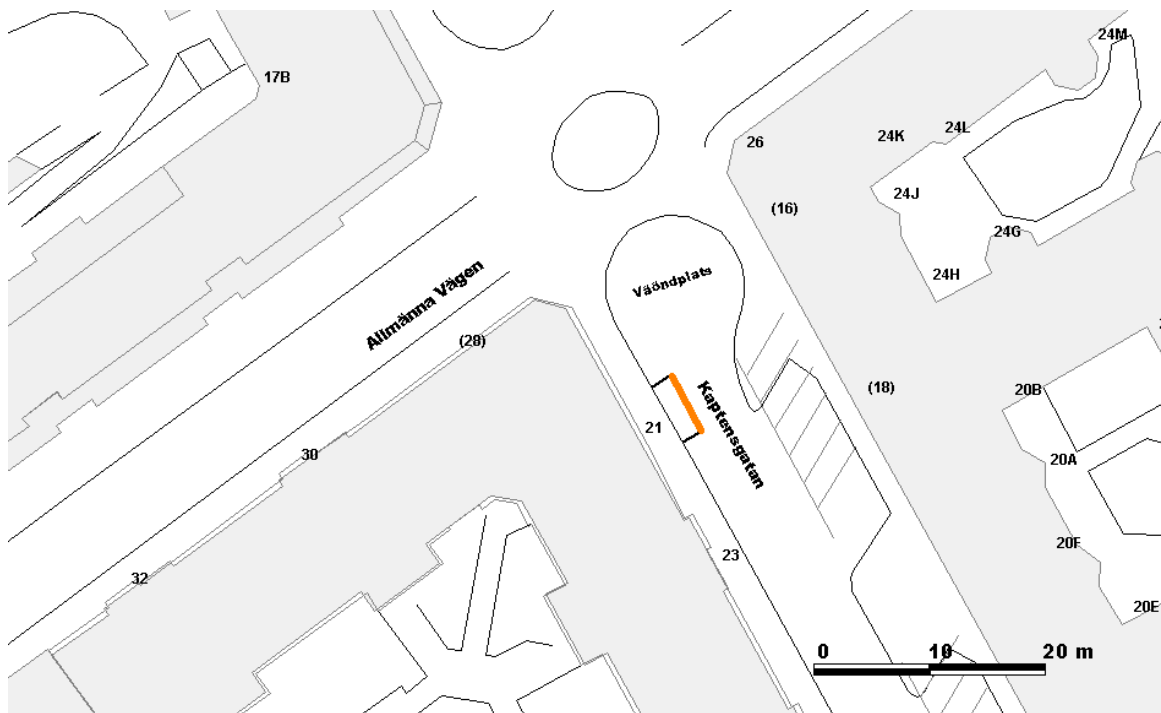 24M
17B
24L
24K
26
24J
(16)
24G
24H
Väöndplats
Allmänna Vägen
(28)
(18)
20B
Kaptensgatan
21
30
20A
20F
23
32
20E
0 10 20 m